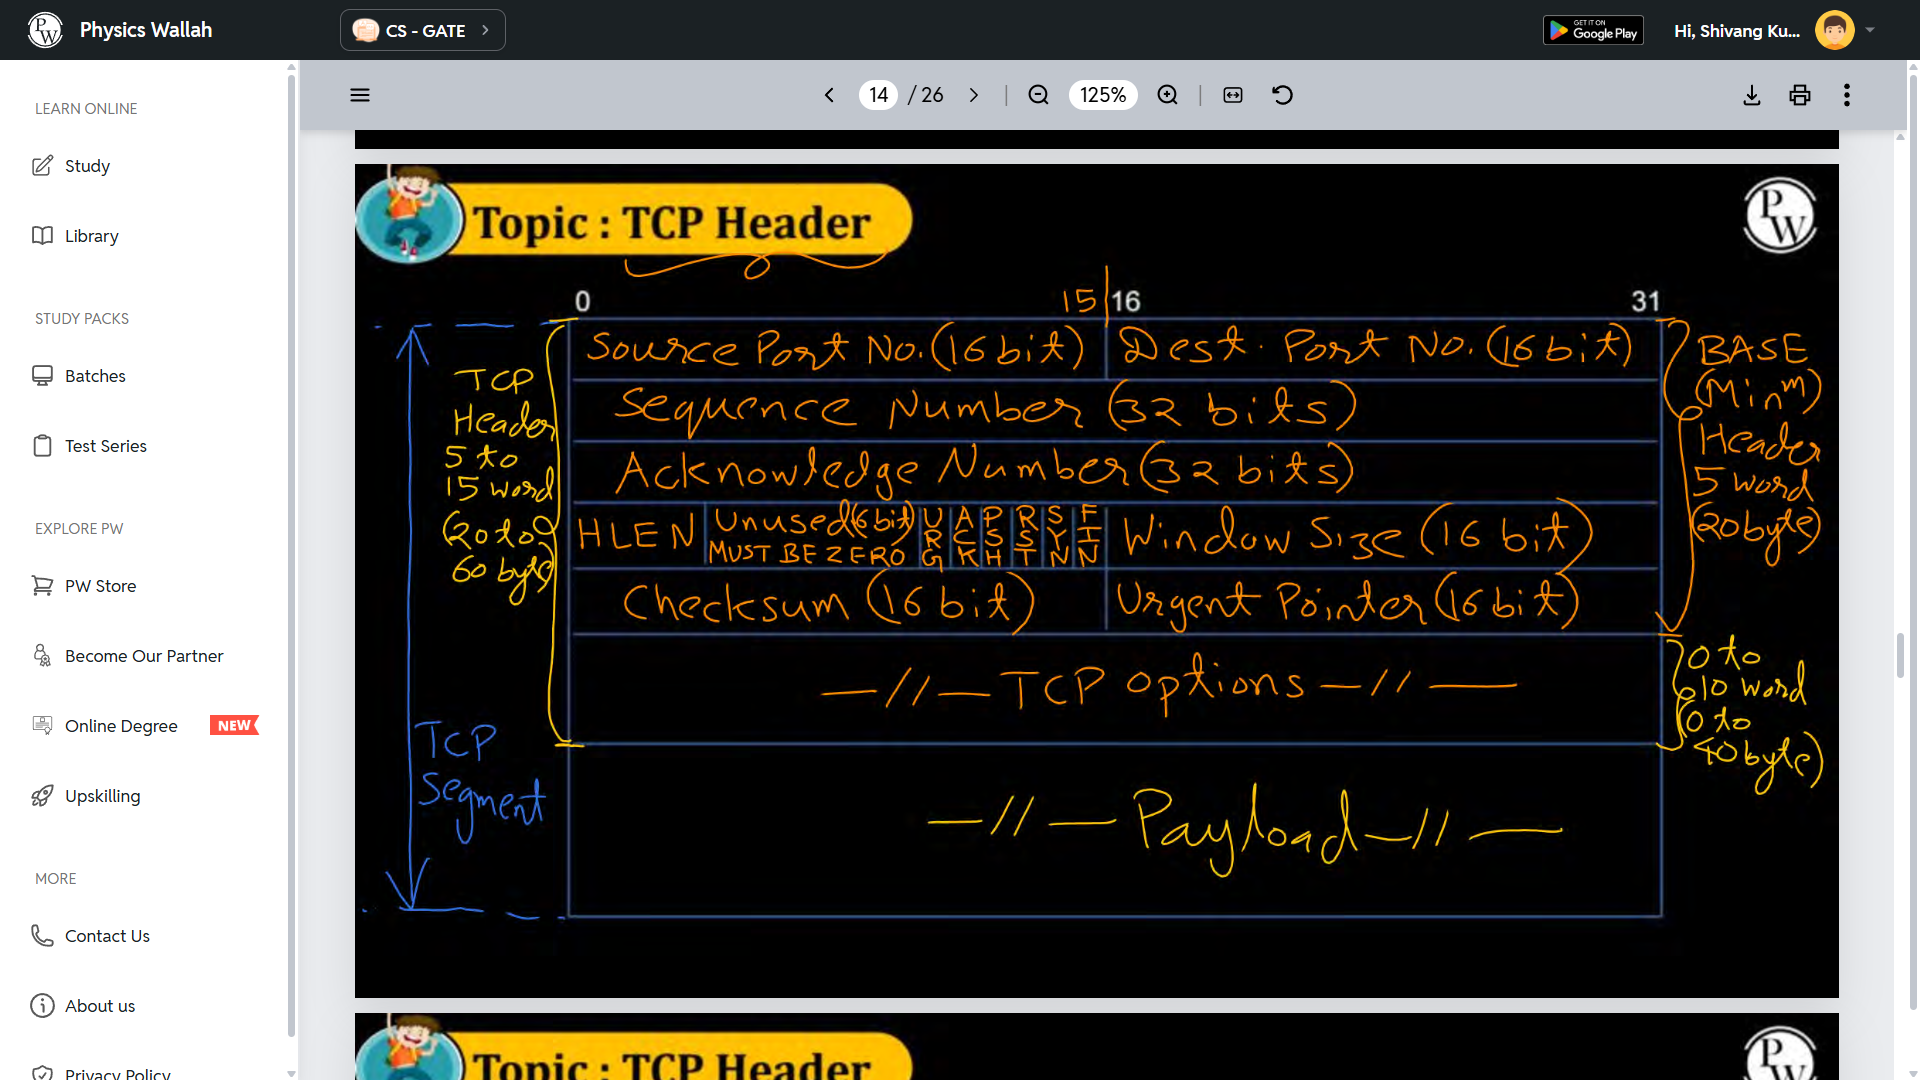 Physics Wallah
CS - GATE
GET IT ON
Google Play
Hi, Shivang Ku...
LEARN ONLINE
Study
Library
STUDY PACKS
Batches
Test Series
EXPLORE PW
PW Store
Become Our Partner
Online Degree NEW
Upskilling
MORE
Contact Us
About us
Privacy Policy
14 / 26
125%
Topic : TCP Header
PW
0 15 16 31
Source Port No.(16 bit) Dest. Port No. (16 bit)
Sequence Number (32 bits)
Acknowledge Number (32 bits)
HLEN Unused(6 bit) MUST BE ZERO URG ACK PSH RST SYN FIN Window Size (16 bit)
Checksum (16 bit) Urgent Pointer (16 bit)
—//— TCP options —//—
—//— Payload —//—
TCP
Header
5 to
15 word
(20 to
60 byte)
TCP
Segment
BASE
(Minm)
Header
5 word
(20 byte)
0 to
10 word
(0 to
40 byte)
Topic : TCP Header
PW